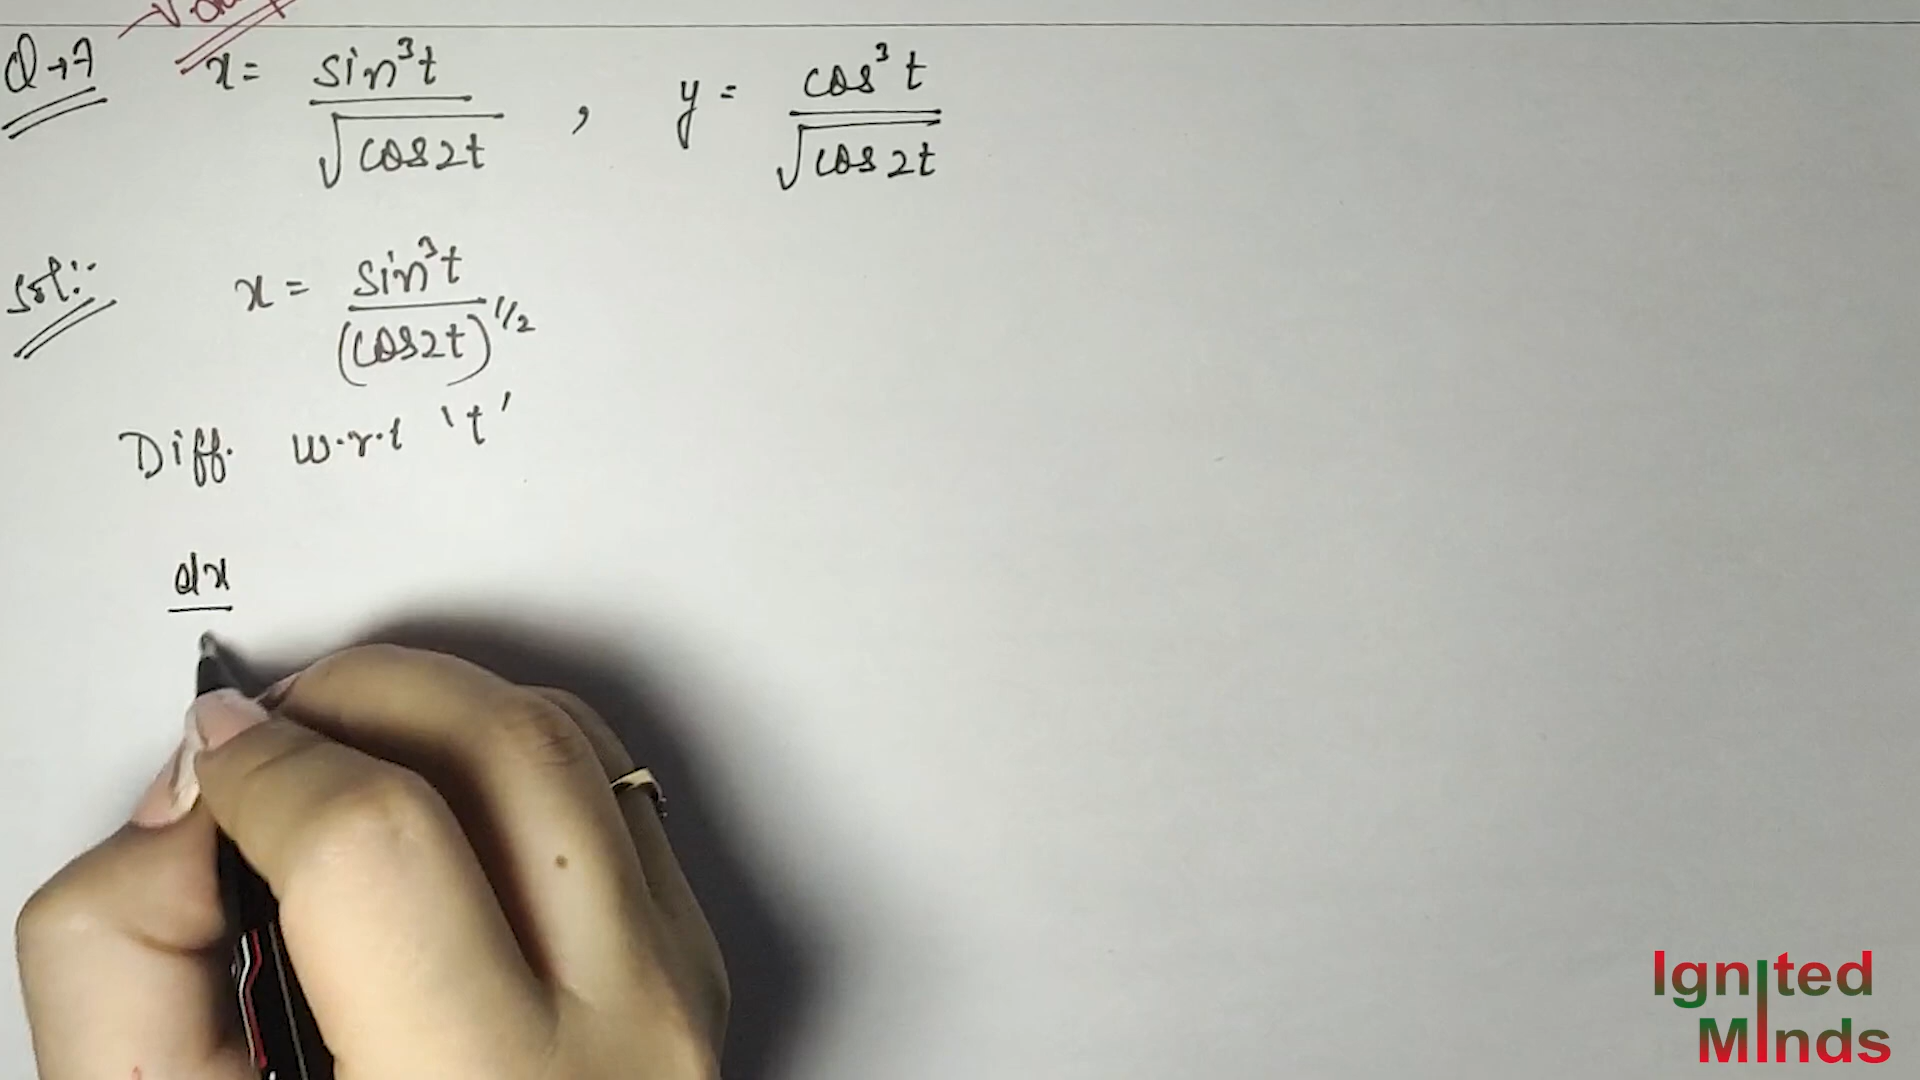 Q→7 x = sin³t / √cos2t , y = cos³t / √cos2t
Sol:- x = sin³t / (cos2t)^1/2
Diff. w.r.t 't'
dx
Ignited
Minds